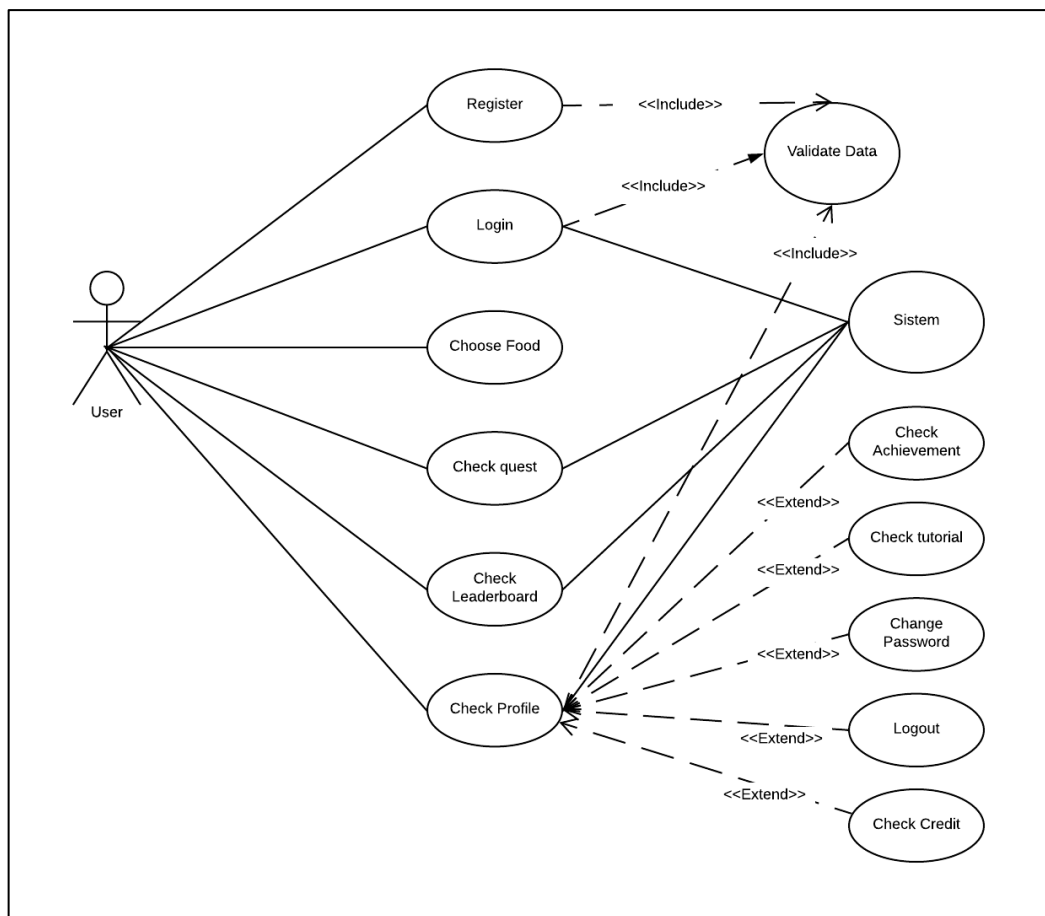 Register
<<Include>>
Validate Data
<<Include>>
Login
<<Include>>
Sistem
Choose Food
User
Check
Achievement
Check quest
<<Extend>>
Check tutorial
<<Extend>>
Check
Leaderboard
Change
Password
<<Extend>>
Check Profile
Logout
<<Extend>>
<<Extend>>
Check Credit